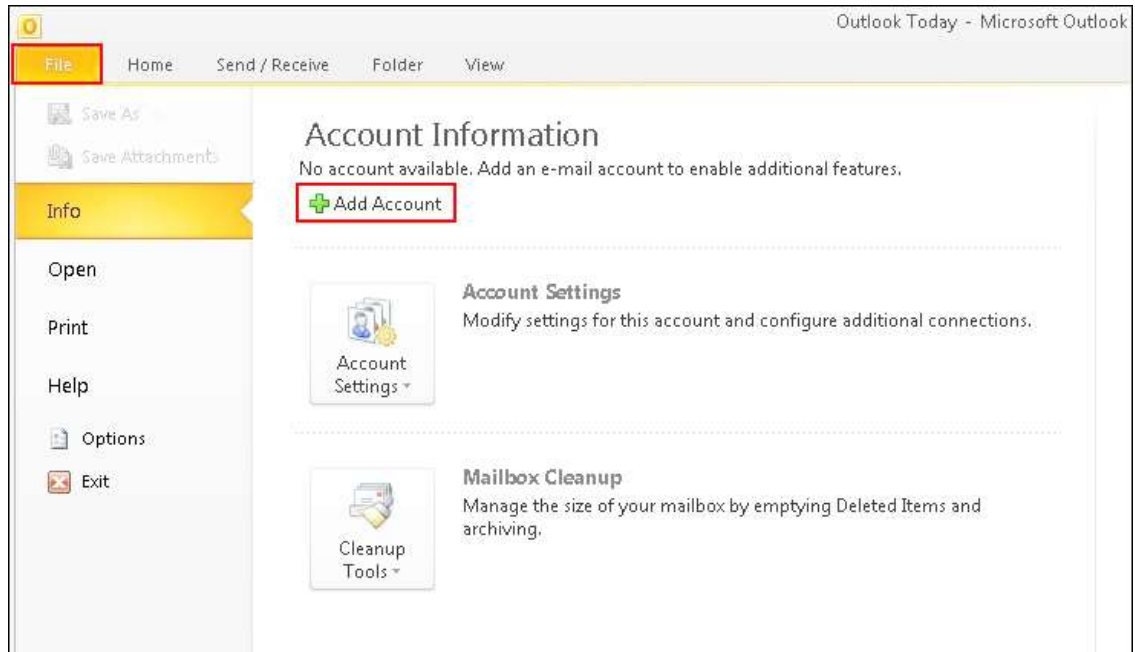 Outlook Today - Microsoft Outlook
File Home Send / Receive Folder View
Save As
Save Attachments
Info
Open
Print
Help
Options
Exit
Account Information
No account available. Add an e-mail account to enable additional features.
Add Account
Account Settings
Account Settings
Modify settings for this account and configure additional connections.
Cleanup Tools
Mailbox Cleanup
Manage the size of your mailbox by emptying Deleted Items and
archiving.